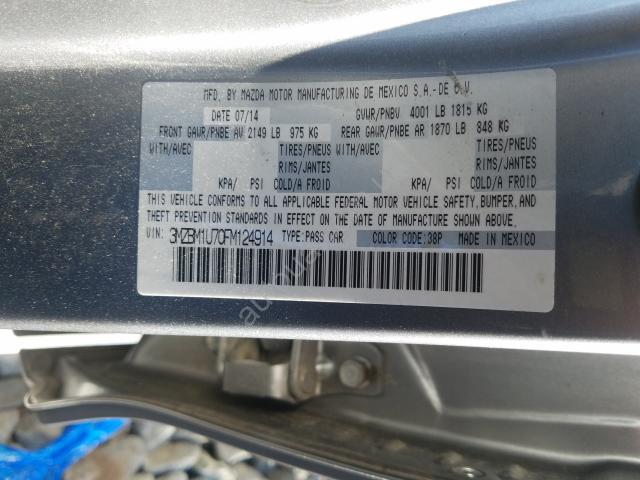 MFD. BY MAZDA MOTOR MANUFACTURING DE MEXICO S.A. DE C.V.
DATE 07/14 GVWR/PNBV 4001 LB 1815 KG
FRONT GAWR/PNBE AV 2149 LB 975 KG REAR GAWR/PNBE AR 1870 LB 848 KG
WITH/AVEC TIRES/PNEUS WITH/AVEC TIRES/PNEUS
RIMS/JANTES RIMS/JANTES
KPA/ PSI COLD/A FROID KPA/ PSI COLD/A FROID
THIS VEHICLE CONFORMS TO ALL APPLICABLE FEDERAL MOTOR VEHICLE SAFETY, BUMPER, AND
THEFT PREVENTION STANDARDS IN EFFECT ON THE DATE OF MANUFACTURE SHOWN ABOVE.
VIN: 3MZBM1U70FM124914 TYPE:PASS CAR COLOR CODE:38P MADE IN MEXICO